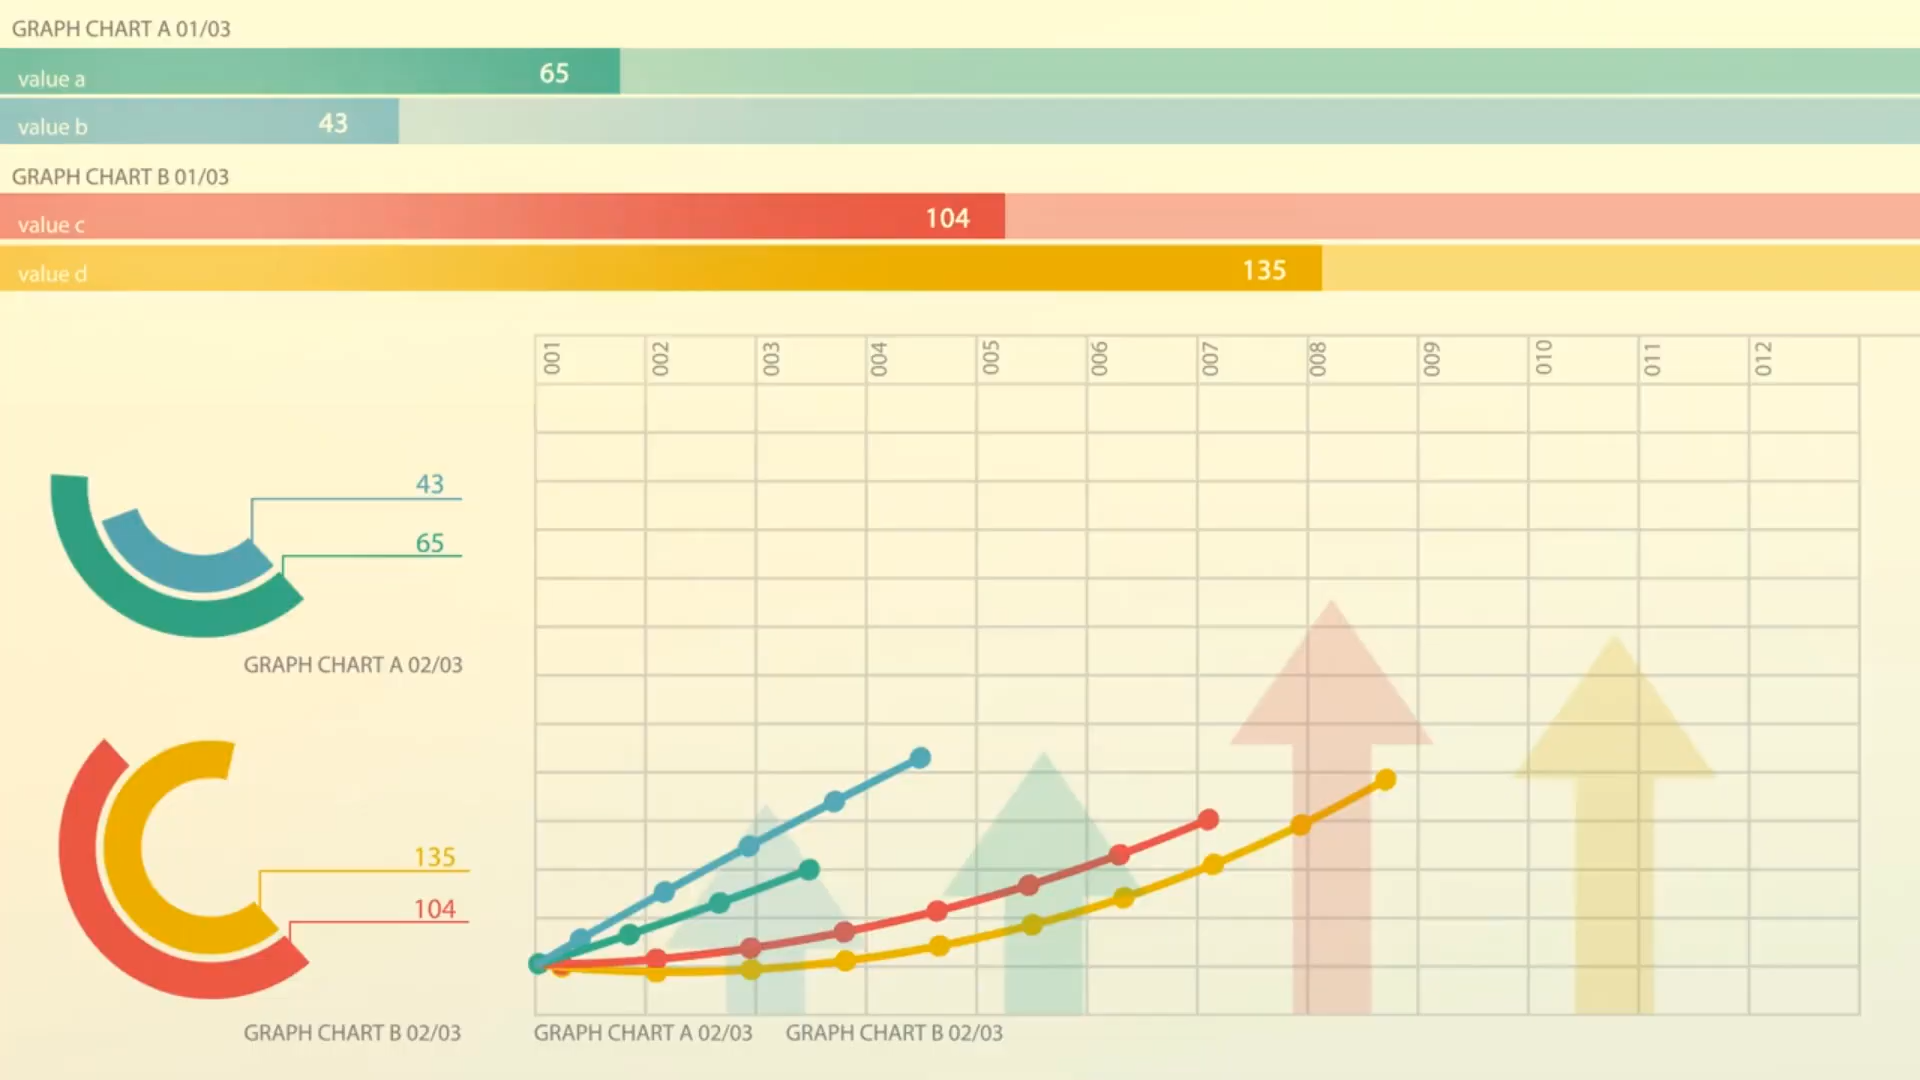 GRAPH CHART A 01/03
value a 65
value b 43
GRAPH CHART B 01/03
value c 104
value d 135
001 002 003 004 005 006 007 008 009 010 011 012
43
65
GRAPH CHART A 02/03
135
104
GRAPH CHART B 02/03
GRAPH CHART A 02/03 GRAPH CHART B 02/03